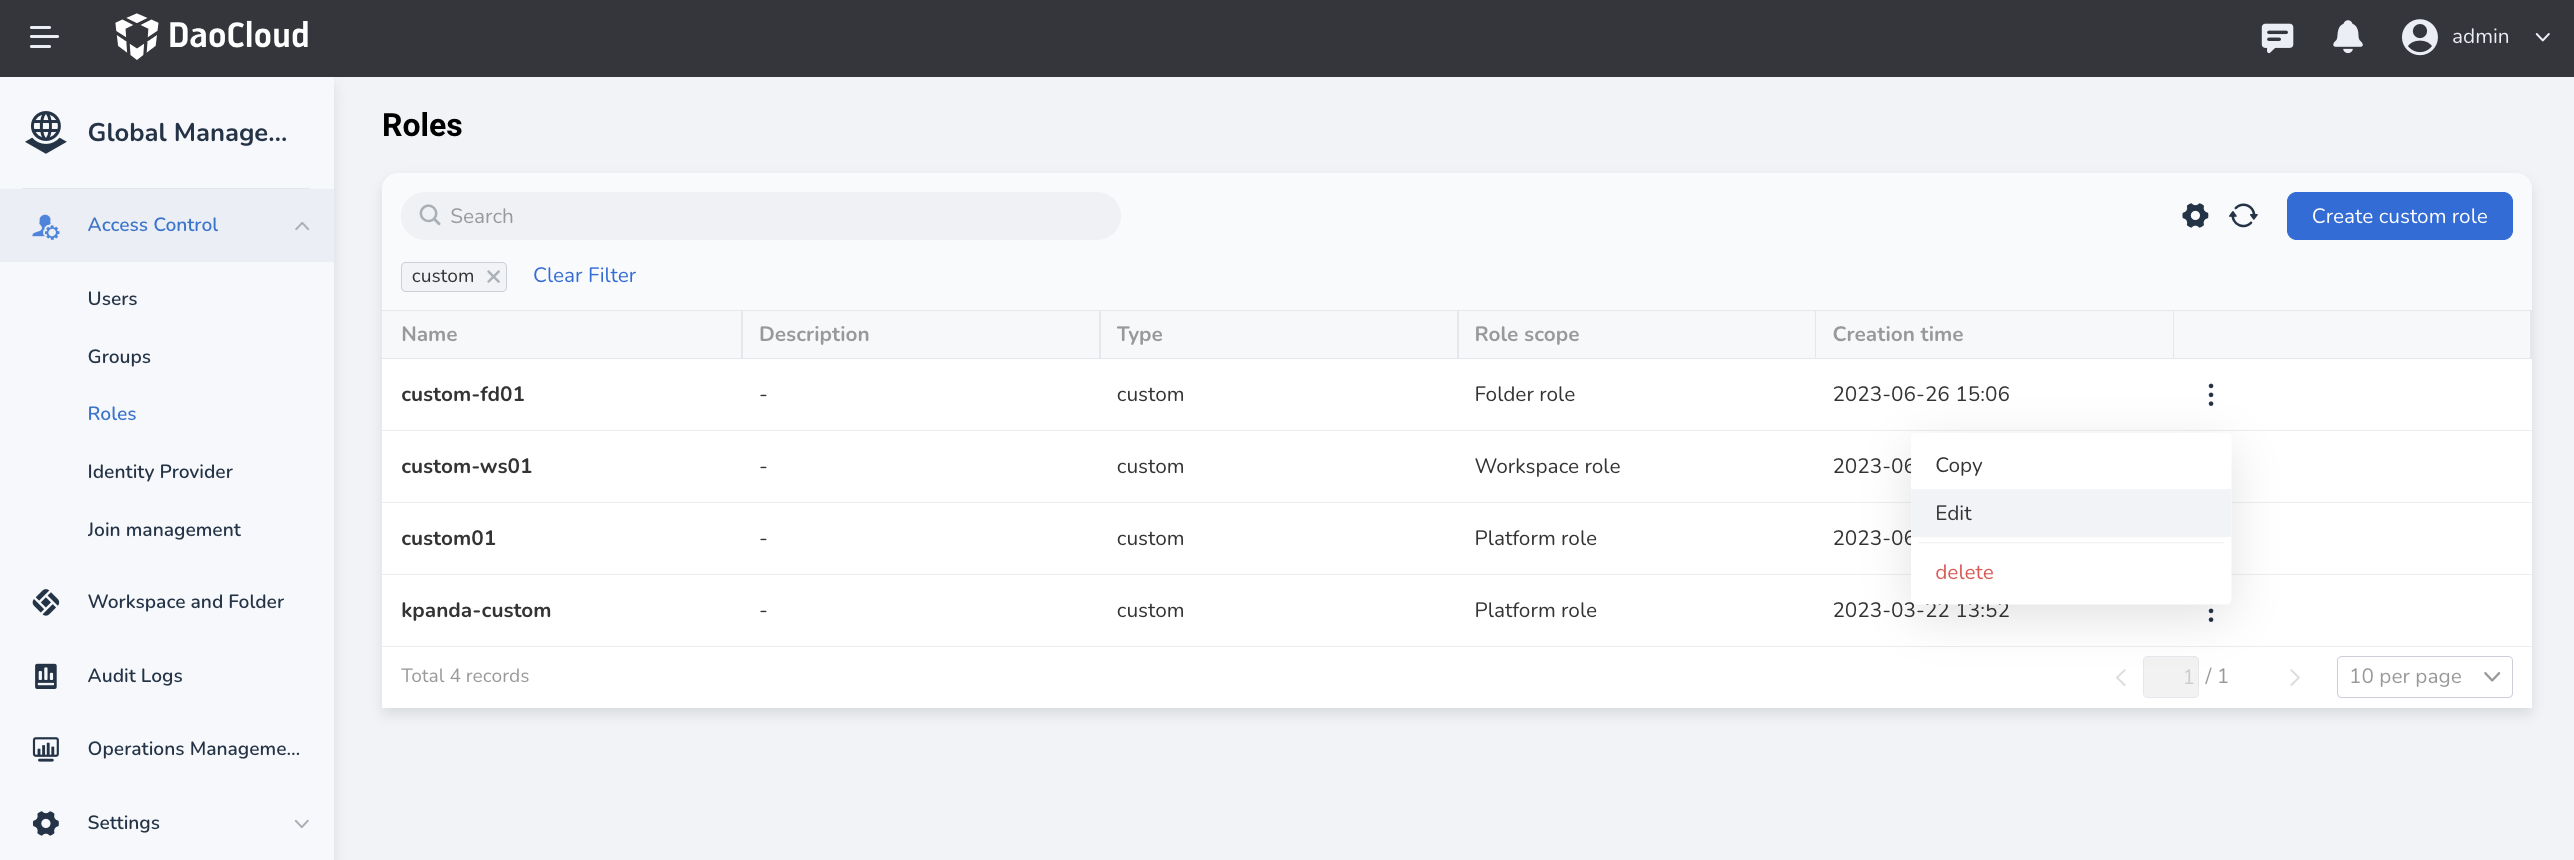 DaoCloud
admin
Global Manage...
Access Control
Users
Groups
Roles
Identity Provider
Join management
Workspace and Folder
Audit Logs
Operations Manageme...
Settings
Roles
Search
Create custom role
custom
Clear Filter
Name Description Type Role scope Creation time
custom-fd01 - custom Folder role 2023-06-26 15:06
custom-ws01 - custom Workspace role 2023-06
custom01 - custom Platform role 2023-06
kpanda-custom - custom Platform role 2023-03-22 13:52
Copy
Edit
delete
Total 4 records
1 / 1
10 per page